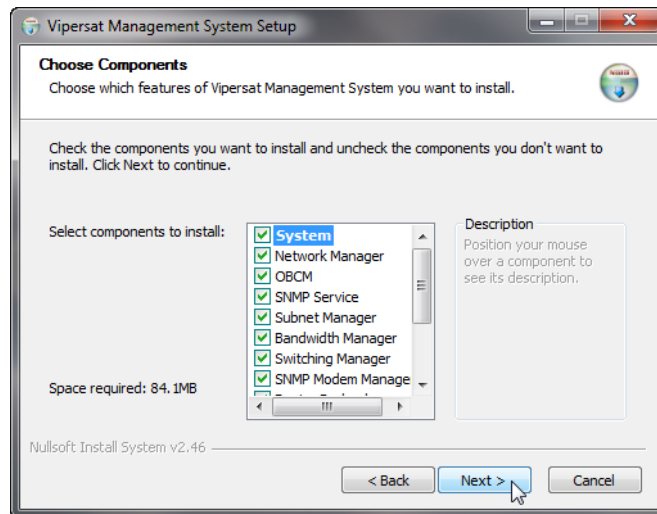 Vipersat Management System Setup
Choose Components
Choose which features of Vipersat Management System you want to install.
Check the components you want to install and uncheck the components you don't want to
install. Click Next to continue.
Select components to install:
System
Network Manager
OBCM
SNMP Service
Subnet Manager
Bandwidth Manager
Switching Manager
SNMP Modem Manage
Description
Position your mouse
over a component to
see its description.
Space required: 84.1MB
Nullsoft Install System v2.46
< Back
Next >
Cancel